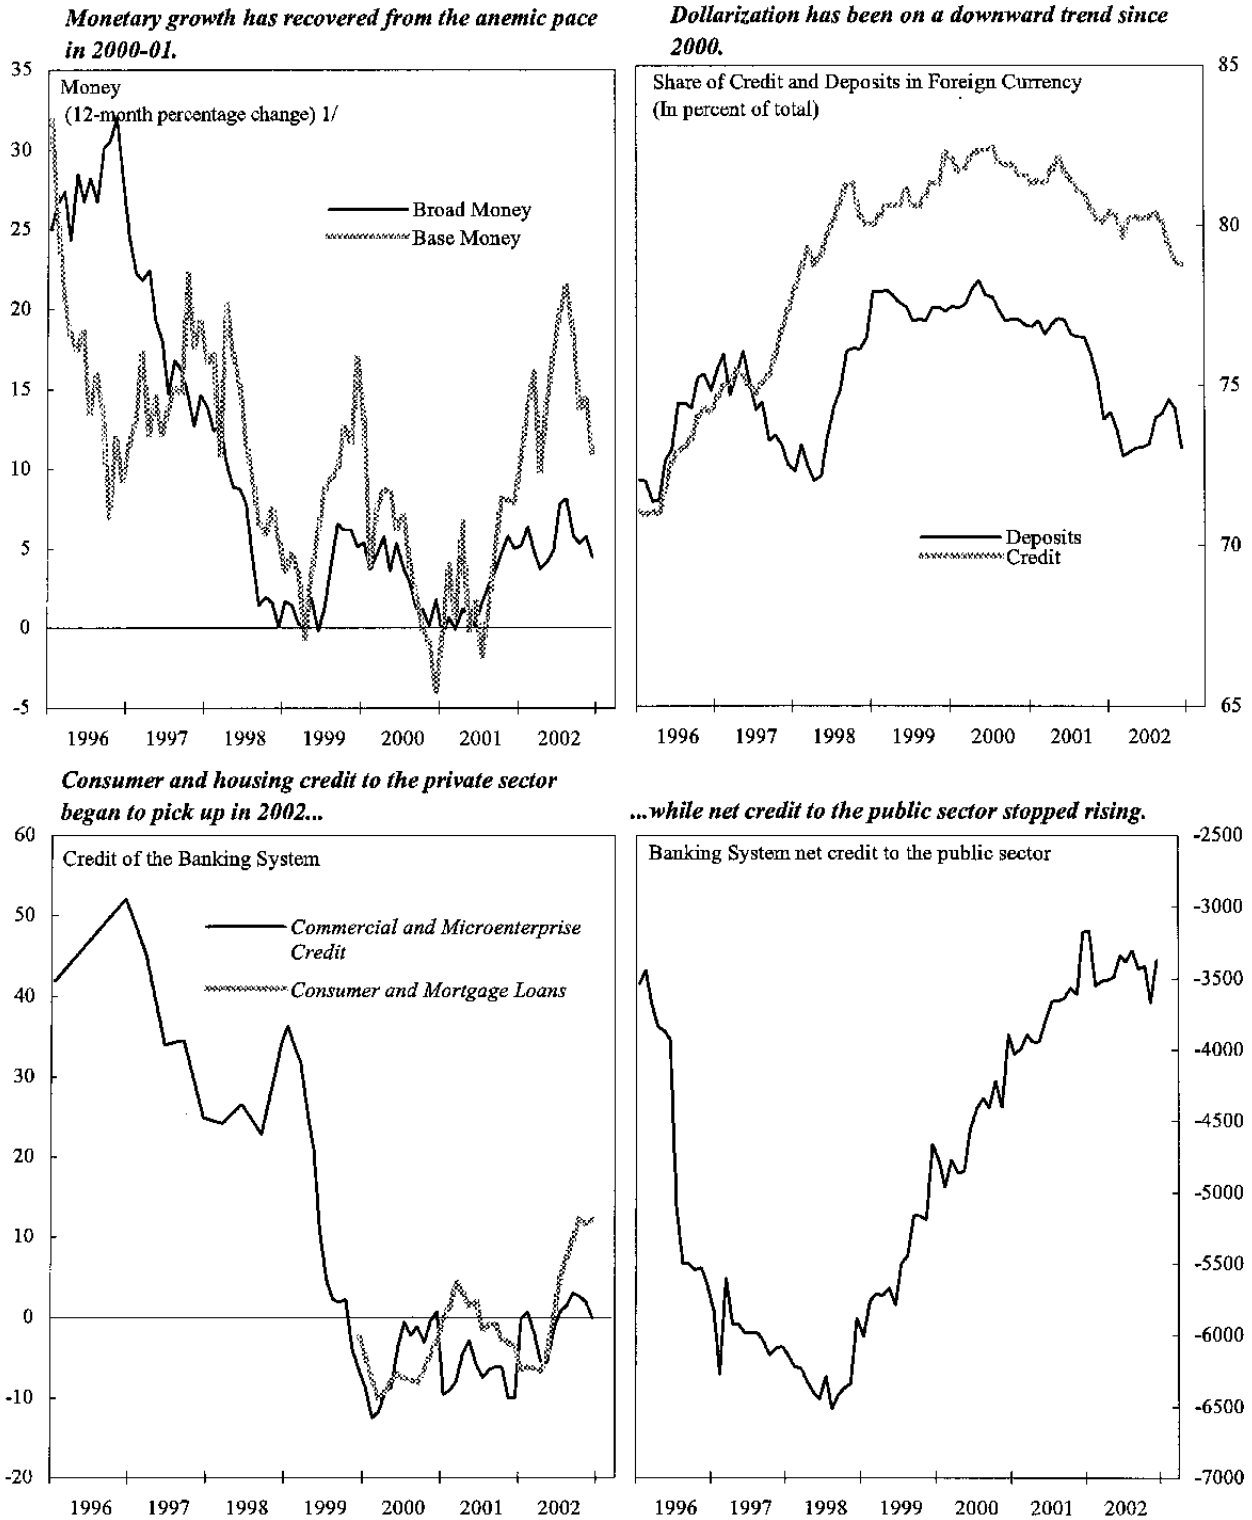 Monetary growth has recovered from the anemic pace
in 2000-01.
35
Money
(12-month percentage change) 1/
30
25
20
15
10
5
0
-5
Broad Money
Base Money
1996 1997 1998 1999 2000 2001 2002
Dollarization has been on a downward trend since
2000.
85
Share of Credit and Deposits in Foreign Currency
(In percent of total)
80
75
70
65
Deposits
Credit
1996 1997 1998 1999 2000 2001 2002
Consumer and housing credit to the private sector
began to pick up in 2002...
60
Credit of the Banking System
50
40
30
20
10
0
-10
-20
Commercial and Microenterprise
Credit
Consumer and Mortgage Loans
1996 1997 1998 1999 2000 2001 2002
...while net credit to the public sector stopped rising.
-2500
Banking System net credit to the public sector
-3000
-3500
-4000
-4500
-5000
-5500
-6000
-6500
-7000
1996 1997 1998 1999 2000 2001 2002